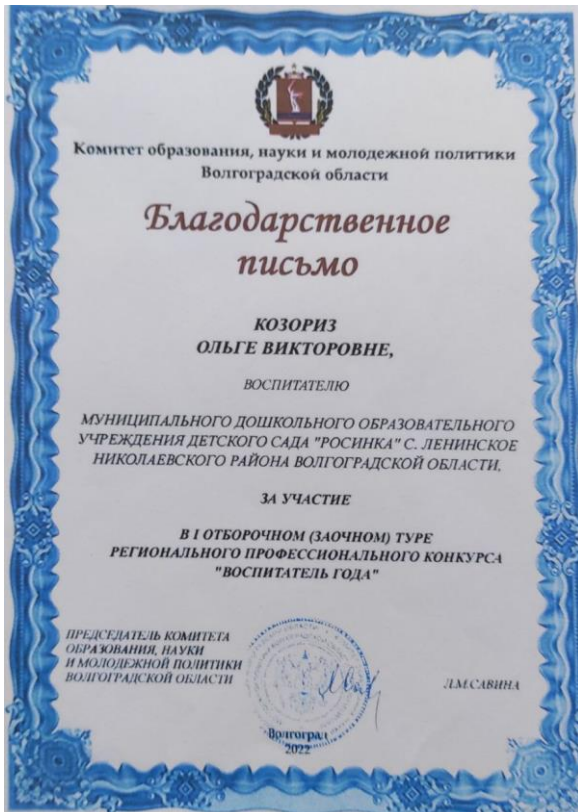 Комитет образования, науки и молодежной политики
Волгоградской области
Благодарственное
письмо
КОЗОРИЗ
ОЛЬГЕ ВИКТОРОВНЕ,
ВОСПИТАТЕЛЮ
МУНИЦИПАЛЬНОГО ДОШКОЛЬНОГО ОБРАЗОВАТЕЛЬНОГО
УЧРЕЖДЕНИЯ ДЕТСКОГО САДА "РОСИНКА" С. ЛЕНИНСКОЕ
НИКОЛАЕВСКОГО РАЙОНА ВОЛГОГРАДСКОЙ ОБЛАСТИ,
ЗА УЧАСТИЕ
В I ОТБОРОЧНОМ (ЗАОЧНОМ) ТУРЕ
РЕГИОНАЛЬНОГО ПРОФЕССИОНАЛЬНОГО КОНКУРСА
"ВОСПИТАТЕЛЬ ГОДА"
ПРЕДСЕДАТЕЛЬ КОМИТЕТА
ОБРАЗОВАНИЯ, НАУКИ
И МОЛОДЕЖНОЙ ПОЛИТИКИ
ВОЛГОГРАДСКОЙ ОБЛАСТИ
Л.М.САВИНА
Волгоград
2022